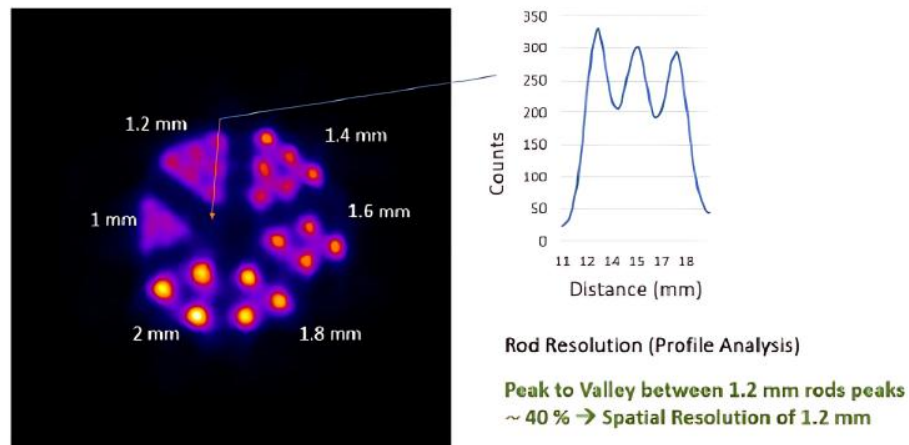 1.2 mm
1.4 mm
1 mm
1.6 mm
2 mm
1.8 mm
350
300
250
200
150
100
50
0
Counts
11 12 14 15 17 18
Distance (mm)
Rod Resolution (Profile Analysis)
Peak to Valley between 1.2 mm rods peaks
~ 40 % → Spatial Resolution of 1.2 mm